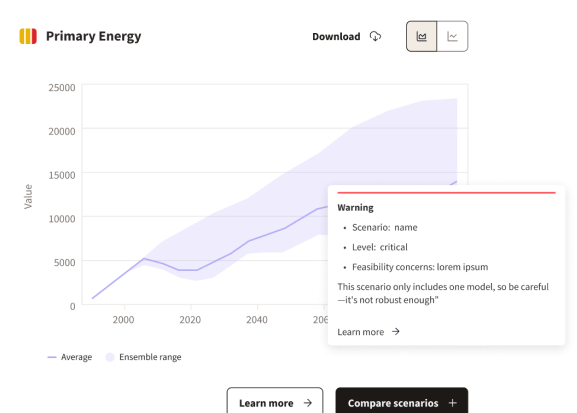 Primary Energy
Download
25000
20000
15000
10000
5000
0
Value
2000
2020
2040
Warning
• Scenario: name
• Level: critical
• Feasibility concerns: lorem ipsum
This scenario only includes one model, so be careful
—it's not robust enough”
Learn more →
Average
Ensemble range
Learn more →
Compare scenarios +